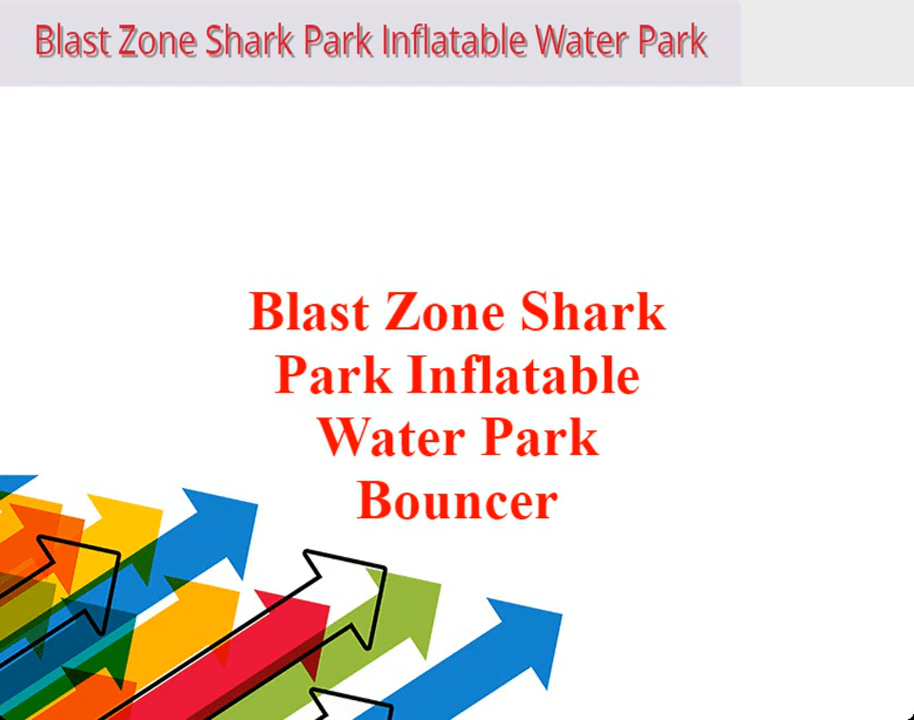 Blast Zone Shark Park Inflatable Water Park
Blast Zone Shark
Park Inflatable
Water Park
Bouncer